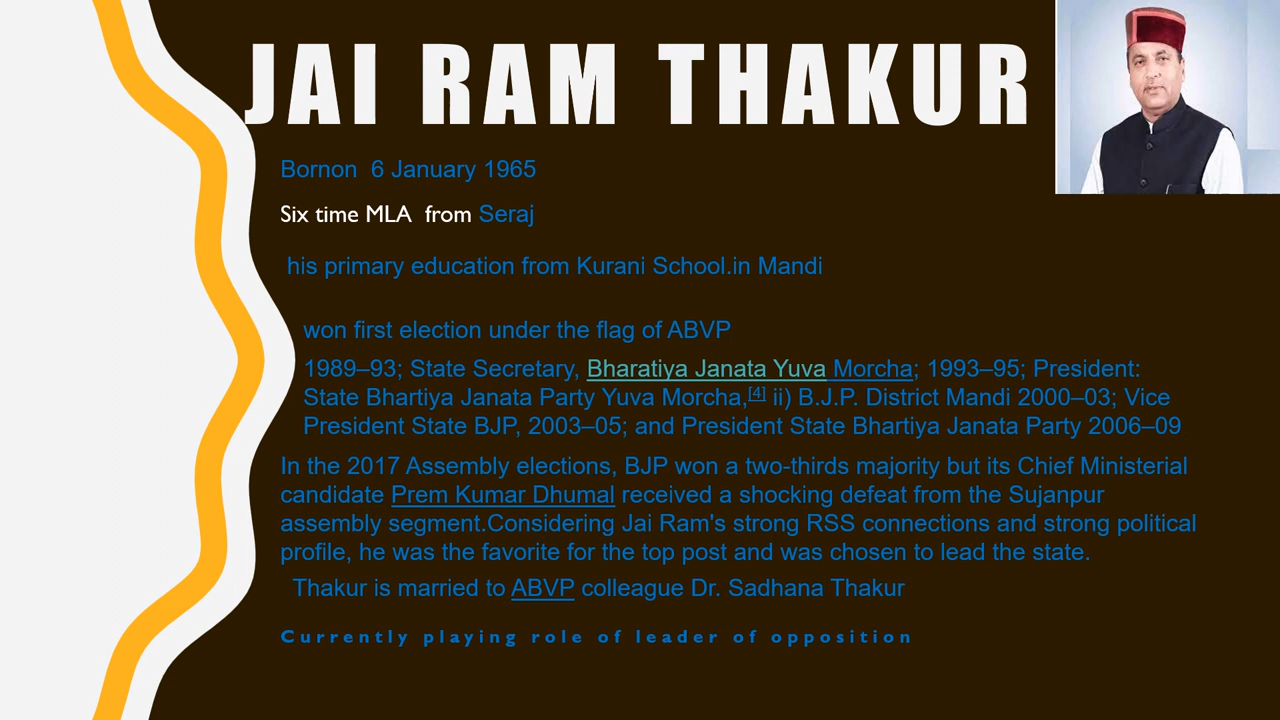 JAI RAM THAKUR
Bornon 6 January 1965
Six time MLA from Seraj
his primary education from Kurani School.in Mandi
won first election under the flag of ABVP
1989–93; State Secretary, Bharatiya Janata Yuva Morcha; 1993–95; President:
State Bhartiya Janata Party Yuva Morcha,[4] ii) B.J.P. District Mandi 2000–03; Vice
President State BJP, 2003–05; and President State Bhartiya Janata Party 2006–09
In the 2017 Assembly elections, BJP won a two-thirds majority but its Chief Ministerial
candidate Prem Kumar Dhumal received a shocking defeat from the Sujanpur
assembly segment.Considering Jai Ram's strong RSS connections and strong political
profile, he was the favorite for the top post and was chosen to lead the state.
Thakur is married to ABVP colleague Dr. Sadhana Thakur
Currently playing role of leader of opposition